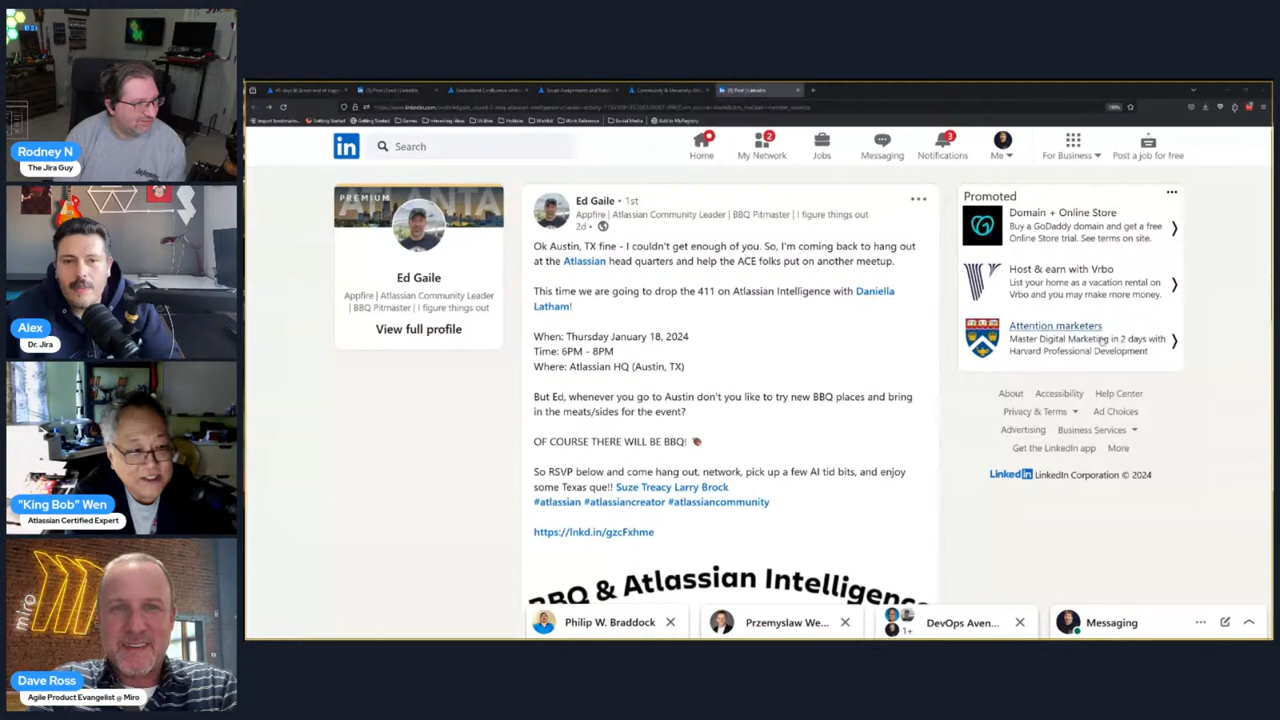 Rodney N
The Jira Guy
Alex
Dr. Jira
"King Bob" Wen
Atlassian Certified Expert
miro
Dave Ross
Agile Product Evangelist @ Miro
in
Search
Home
2
My Network
Jobs
Messaging
3
Notifications
Me
For Business
Post a job for free
PREMIUM
ATLANTA
Ed Gaile
Appfire | Atlassian Community Leader
| BBQ Pitmaster | I figure things out
View full profile
Ed Gaile • 1st
Appfire | Atlassian Community Leader | BBQ Pitmaster | I figure things out
2d •
Ok Austin, TX fine - I couldn't get enough of you. So, I'm coming back to hang out
at the Atlassian head quarters and help the ACE folks put on another meetup.
This time we are going to drop the 411 on Atlassian Intelligence with Daniella
Latham!
When: Thursday January 18, 2024
Time: 6PM - 8PM
Where: Atlassian HQ (Austin, TX)
But Ed, whenever you go to Austin don't you like to try new BBQ places and bring
in the meats/sides for the event?
OF COURSE THERE WILL BE BBQ!
So RSVP below and come hang out, network, pick up a few AI tid bits, and enjoy
some Texas que!! Suze Treacy Larry Brock
#atlassian #atlassiancreator #atlassiancommunity
https://lnkd.in/gzcFxhme
BBQ & Atlassian Intelligence
Promoted
Domain + Online Store
Buy a GoDaddy domain and get a free
Online Store trial. See terms on site.
Host & earn with Vrbo
List your home as a vacation rental on
Vrbo and you may make more money.
Attention marketers
Master Digital Marketing in 2 days with
Harvard Professional Development
About Accessibility Help Center
Privacy & Terms Ad Choices
Advertising Business Services
Get the LinkedIn app More
LinkedIn LinkedIn Corporation © 2024
Philip W. Braddock
Przemyslaw We...
1+
DevOps Aven...
Messaging